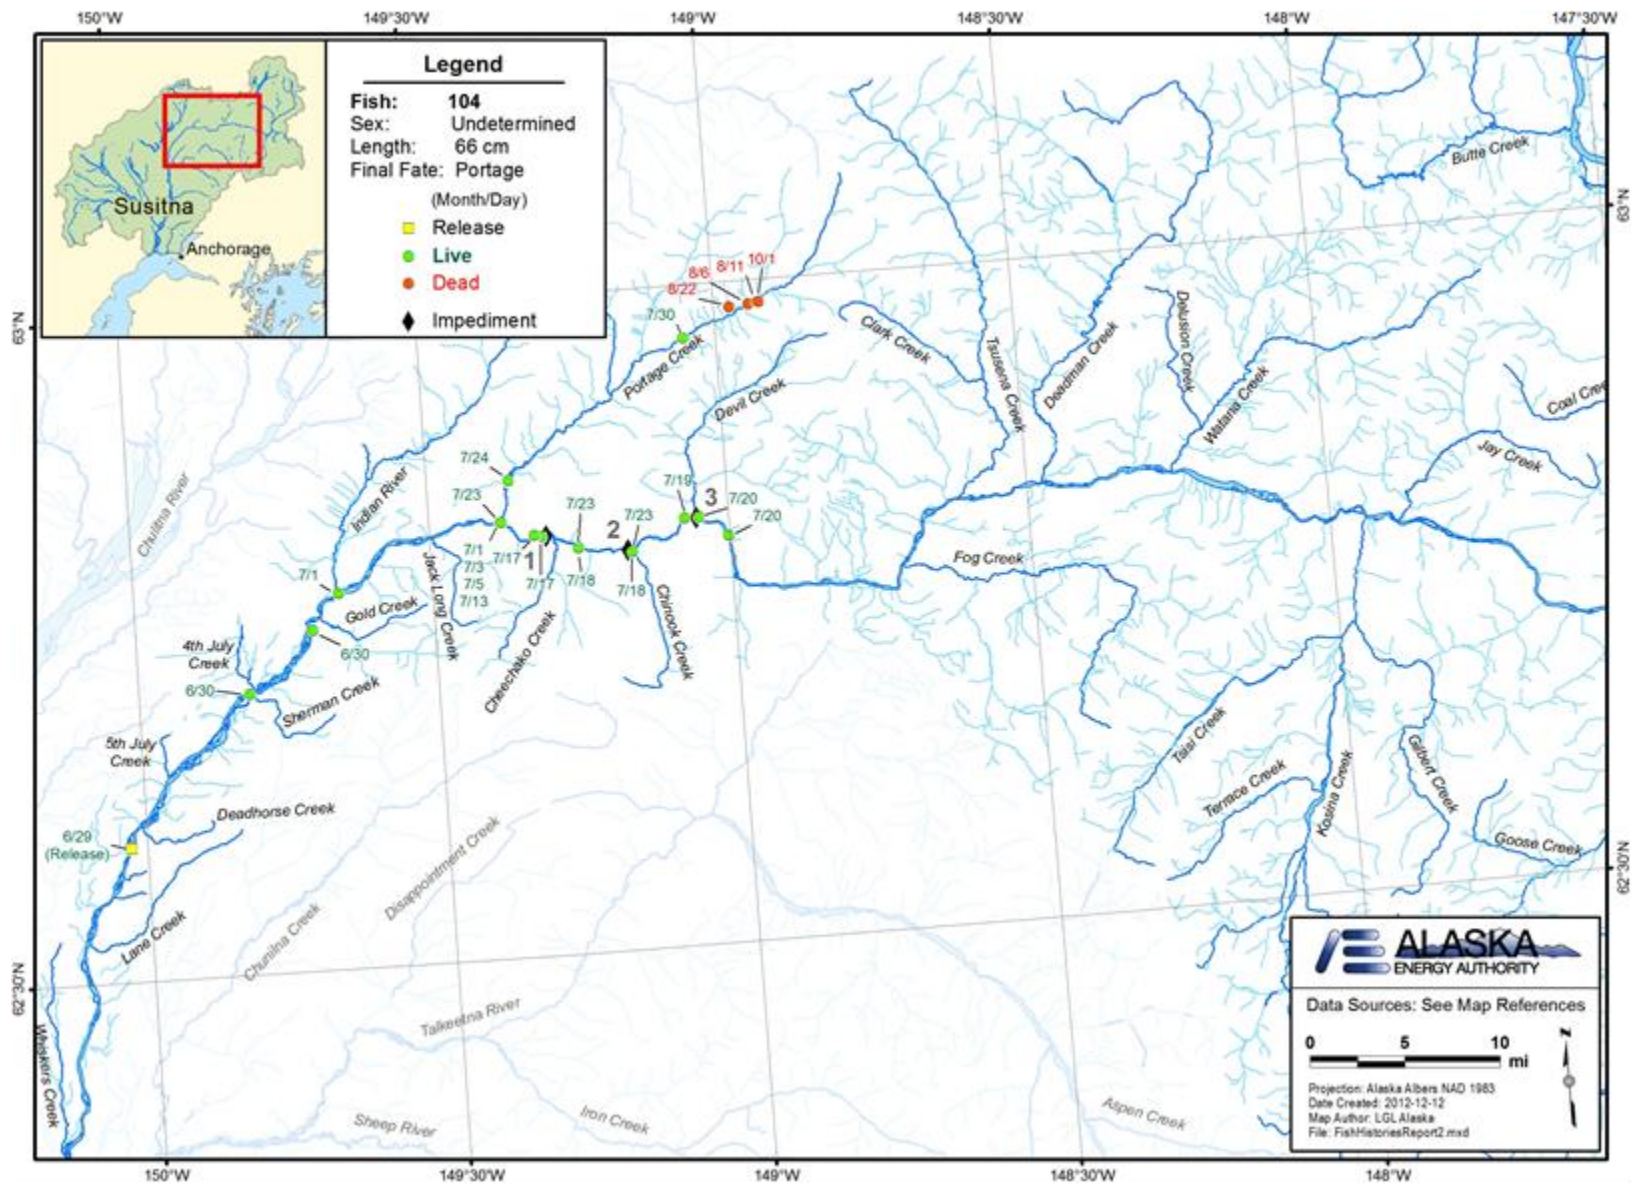 150°W
149°30'W
149°W
148°30'W
148°W
147°30'W
Legend
Fish: 104
Sex: Undetermined
Length: 66 cm
Final Fate: Portage
(Month/Day)
Release
Live
Dead
Impediment
Susitna
Anchorage
Butte Creek
63°N
63°N
10/1
8/11
8/6
8/22
7/30
Portage Creek
Clark Creek
Tsusena Creek
Deadman Creek
Delusion Creek
Watana Creek
Coal Cree
Jay Creek
Devil Creek
Chulitna River
Indian River
7/24
7/23
7/23
2
7/23
7/19
3
7/20
7/20
7/1
7/3
7/5
7/13
7/17
1
7/17
7/18
7/18
Fog Creek
7/1
Gold Creek
Jack Long Creek
Cheechako Creek
Chinook Creek
6/30
4th July
Creek
6/30
Sherman Creek
5th July
Creek
Tsisi Creek
Gilbert Creek
Terrace Creek
Kosina Creek
Goose Creek
Deadhorse Creek
6/29
(Release)
Disappointment Creek
Chunilna Creek
Lane Creek
62°30'N
62°30'N
Talkeetna River
Whiskers Creek
Sheep River
Iron Creek
Aspen Creek
ALASKA
ENERGY AUTHORITY
Data Sources: See Map References
0 5 10
mi
N
Projection: Alaska Albers NAD 1983
Date Created: 2012-12-12
Map Author: LGL Alaska
File: FishHistoriesReport2.mxd
150°W
149°30'W
149°W
148°30'W
148°W